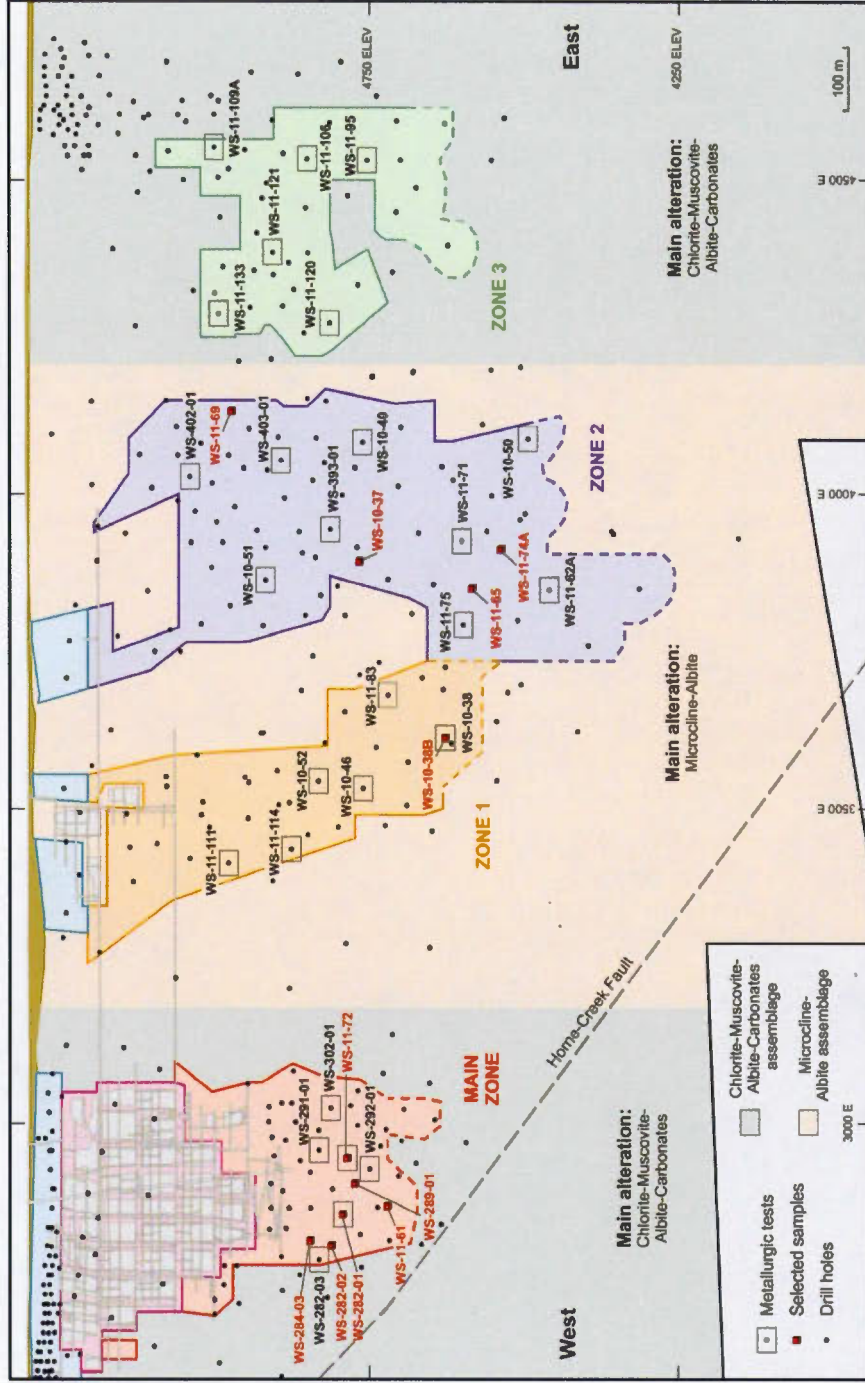 West
East
4750 ELEV
4250 ELEV
100 m
3000 E
3500 E
4000 E
4500 E
Main alteration:
Chlorite-Muscovite-
Albite-Carbonates
Main alteration:
Microcline-Albite
Main alteration:
Chlorite-Muscovite-
Albite-Carbonates
MAIN
ZONE
WS-284-03
WS-282-03
WS-282-02
WS-282-01
WS-11-61
WS-289-01
WS-291-01
WS-302-01
WS-11-72
WS-292-01
Horne-Creek Fault
ZONE 1
WS-11-111
WS-11-114
WS-10-52
WS-10-46
WS-11-83
WS-10-38B
WS-10-38
ZONE 2
WS-402-01
WS-11-69
WS-403-01
WS-393-01
WS-10-49
WS-10-51
WS-10-37
WS-11-71
WS-10-50
WS-11-75
WS-11-65
WS-11-74A
WS-11-62A
ZONE 3
WS-11-133
WS-11-120
WS-11-121
WS-11-109A
WS-11-106
WS-11-95
Metallurgic tests
Selected samples
Drill holes
Chlorite-Muscovite-
Albite-Carbonates
assemblage
Microcline-
Albite assemblage